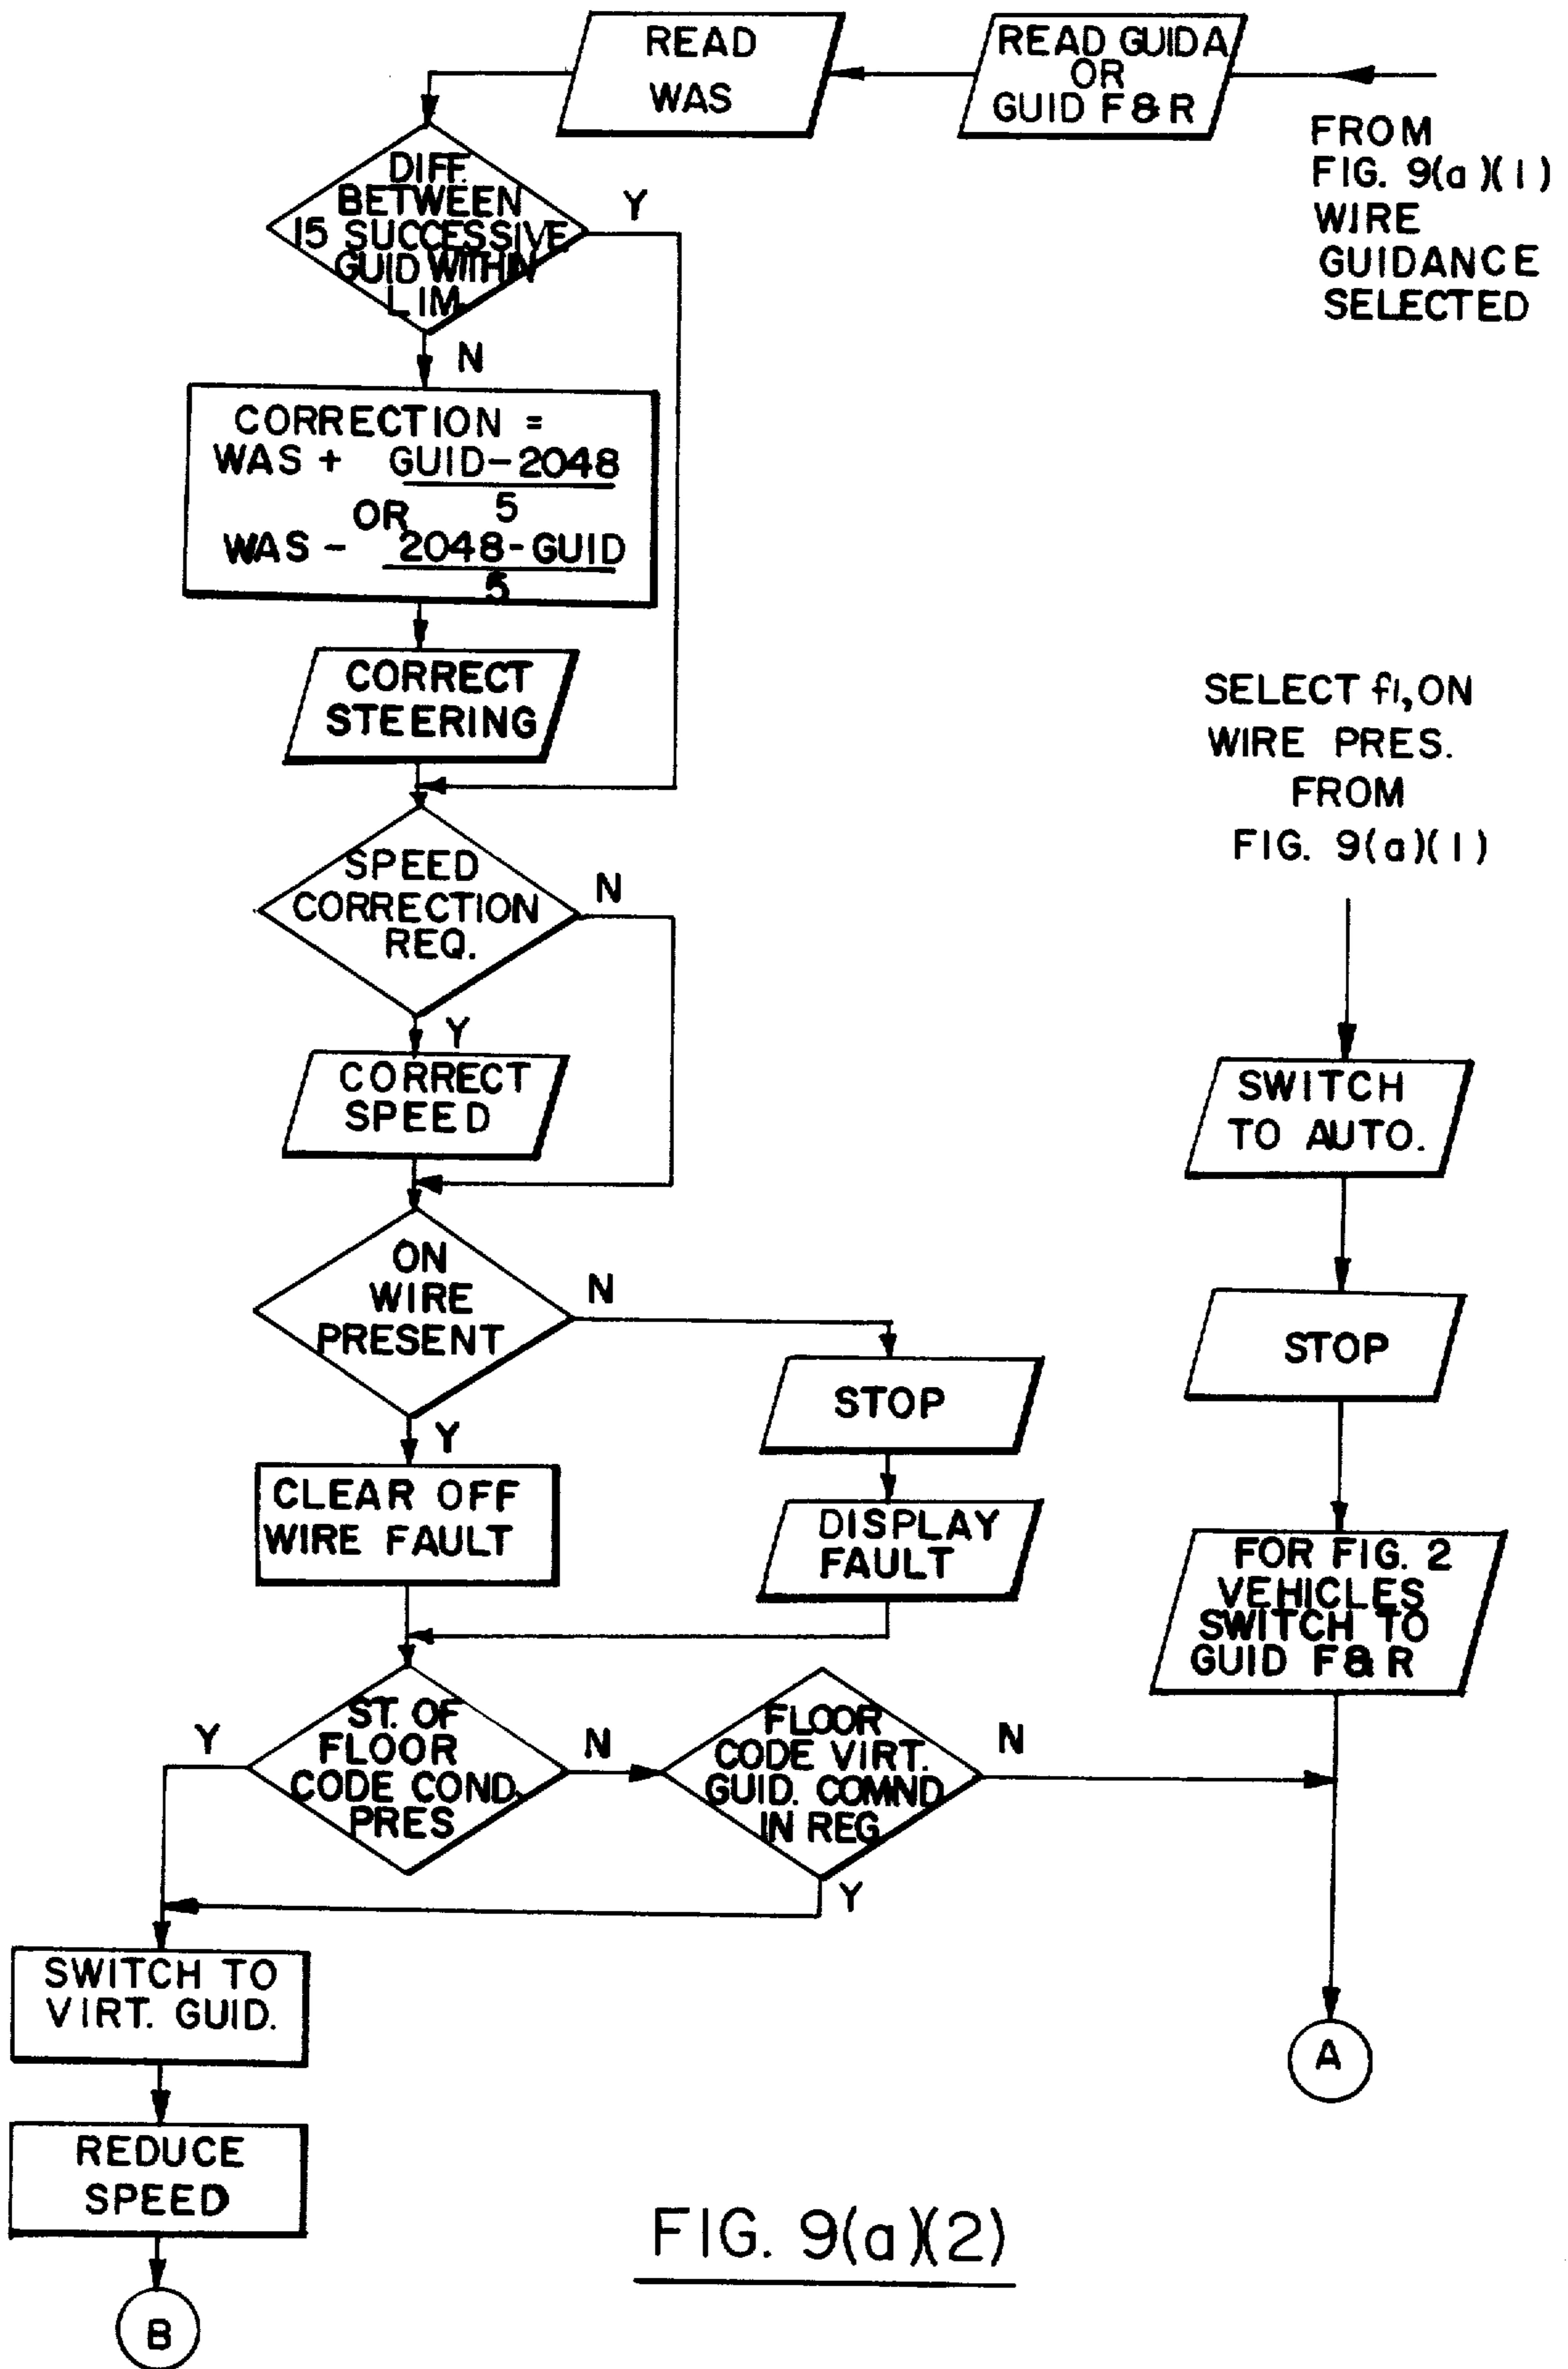 READ
WAS
READ GUIDA
OR
GUID F & R
FROM
FIG. 9(a)(1)
WIRE
GUIDANCE
SELECTED
DIFF.
BETWEEN
15 SUCCESSIVE
GUID WITHIN
LIM.
Y
N
CORRECTION =
WAS + GUID-2048
5
OR
WAS - 2048-GUID
5
CORRECT
STEERING
SELECT f1,ON
WIRE PRES.
FROM
FIG. 9(a)(1)
SPEED
CORRECTION
REQ.
N
Y
CORRECT
SPEED
SWITCH
TO AUTO.
ON
WIRE
PRESENT
N
Y
STOP
STOP
CLEAR OFF
WIRE FAULT
DISPLAY
FAULT
FOR FIG. 2
VEHICLES
SWITCH TO
GUID F & R
Y
ST. OF
FLOOR
CODE COND.
PRES
N
FLOOR
CODE VIRT.
GUID. COMND
IN REG
N
Y
SWITCH TO
VIRT. GUID.
A
REDUCE
SPEED
B
FIG. 9(a)(2)